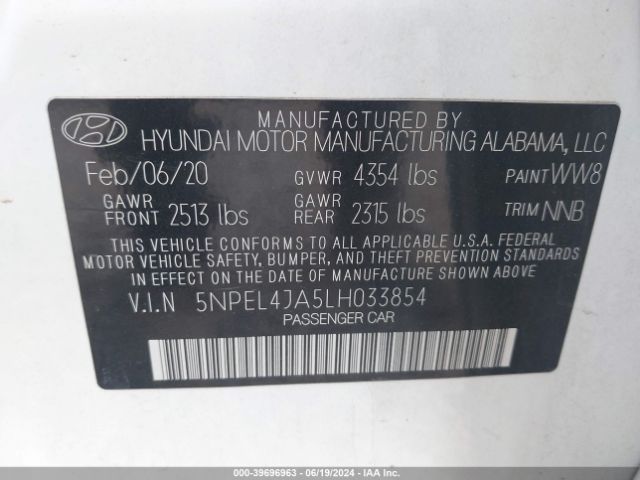 MANUFACTURED BY
HYUNDAI MOTOR MANUFACTURING ALABAMA, LLC
Feb/06/20 GVWR 4354 lbs PAINT WW8
GAWR FRONT 2513 lbs GAWR REAR 2315 lbs TRIM NNB
THIS VEHICLE CONFORMS TO ALL APPLICABLE U.S.A. FEDERAL
MOTOR VEHICLE SAFETY, BUMPER, AND THEFT PREVENTION STANDARDS
IN EFFECT ON THE DATE OF MANUFACTURE SHOWN ABOVE
V.I.N 5NPEL4JA5LH033854
PASSENGER CAR
000-39696963 - 06/19/2024 - IAA Inc.